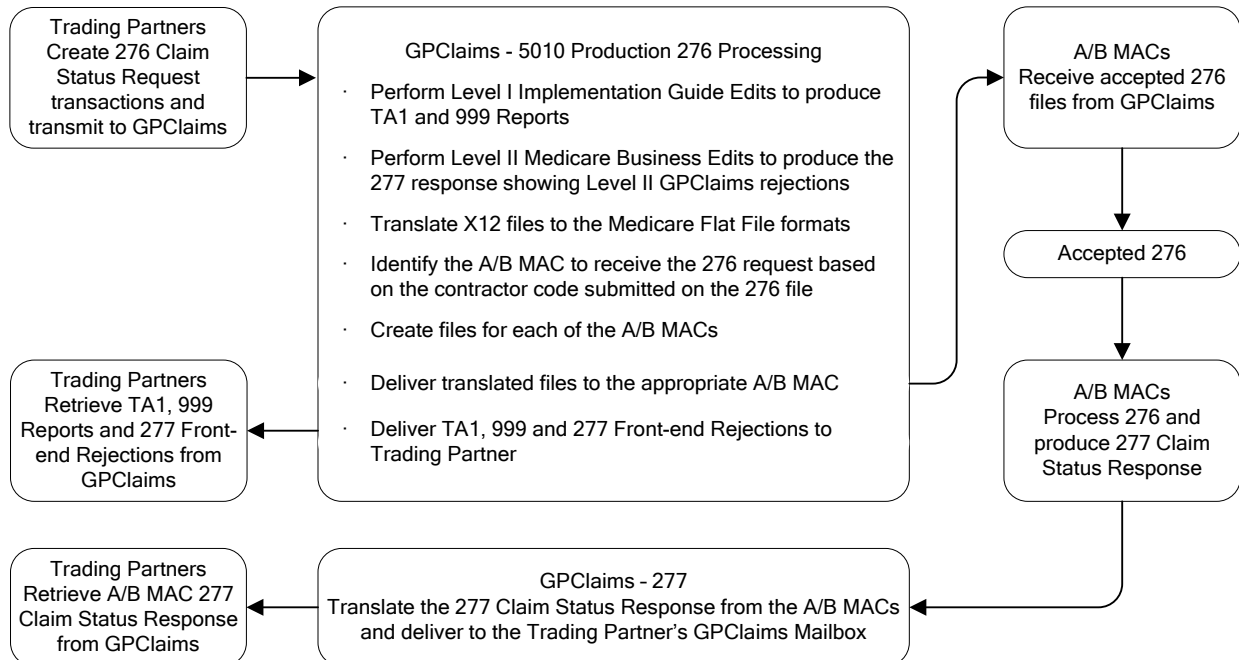 Trading Partners
Create 276 Claim
Status Request
transactions and
transmit to GPClaims
GPClaims - 5010 Production 276 Processing
· Perform Level I Implementation Guide Edits to produce
TA1 and 999 Reports
· Perform Level II Medicare Business Edits to produce the
277 response showing Level II GPClaims rejections
· Translate X12 files to the Medicare Flat File formats
· Identify the A/B MAC to receive the 276 request based
on the contractor code submitted on the 276 file
· Create files for each of the A/B MACs
· Deliver translated files to the appropriate A/B MAC
· Deliver TA1, 999 and 277 Front-end Rejections to
Trading Partner
A/B MACs
Receive accepted 276
files from GPClaims
Accepted 276
A/B MACs
Process 276 and
produce 277 Claim
Status Response
Trading Partners
Retrieve TA1, 999
Reports and 277 Front-
end Rejections from
GPClaims
GPClaims - 277
Translate the 277 Claim Status Response from the A/B MACs
and deliver to the Trading Partner's GPClaims Mailbox
Trading Partners
Retrieve A/B MAC 277
Claim Status Response
from GPClaims